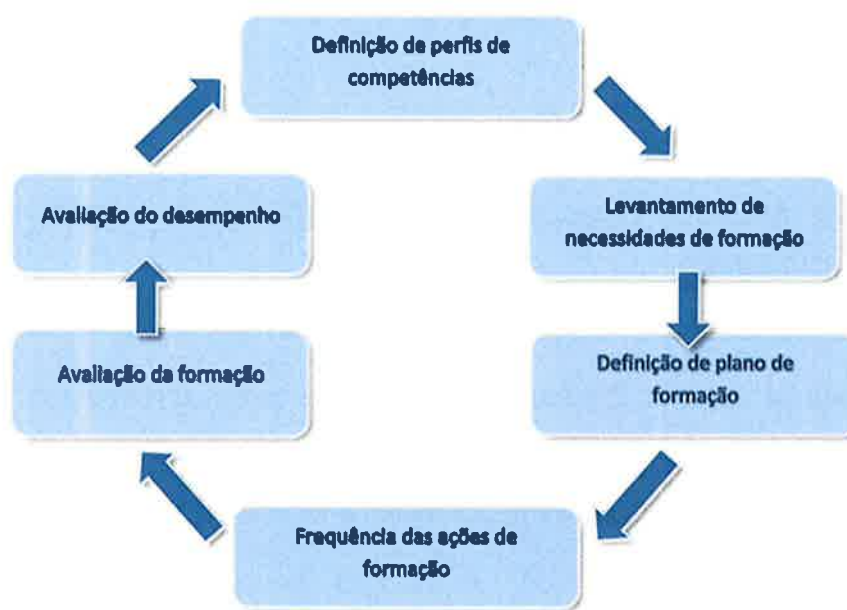 Definição de perfis de
competências
Levantamento de
necessidades de formação
Definição de plano de
formação
Frequência das ações de
formação
Avaliação da formação
Avaliação do desempenho